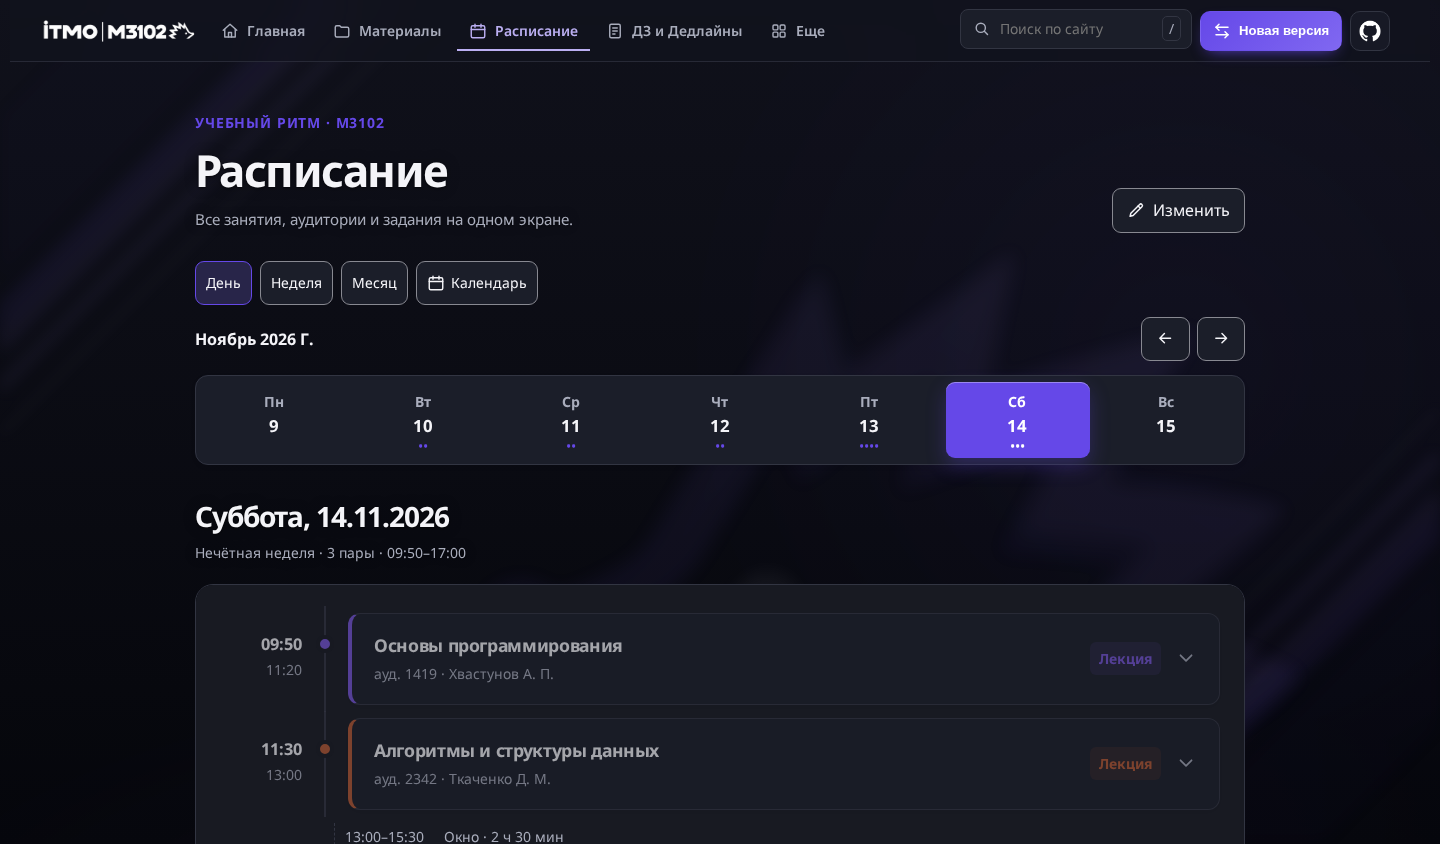 iTMO | M3102
Главная
Материалы
Расписание
ДЗ и Дедлайны
Еще
Поиск по сайту
/
Новая версия
УЧЕБНЫЙ РИТМ · M3102
Расписание
Все занятия, аудитории и задания на одном экране.
Изменить
День
Неделя
Месяц
Календарь
Ноябрь 2026 Г.
Пн
9
Вт
10
Ср
11
Чт
12
Пт
13
Сб
14
Вс
15
Суббота, 14.11.2026
Нечётная неделя · 3 пары · 09:50–17:00
09:50
11:20
Основы программирования
ауд. 1419 · Хвастунов А. П.
Лекция
11:30
13:00
Алгоритмы и структуры данных
ауд. 2342 · Ткаченко Д. М.
Лекция
13:00–15:30 Окно · 2 ч 30 мин